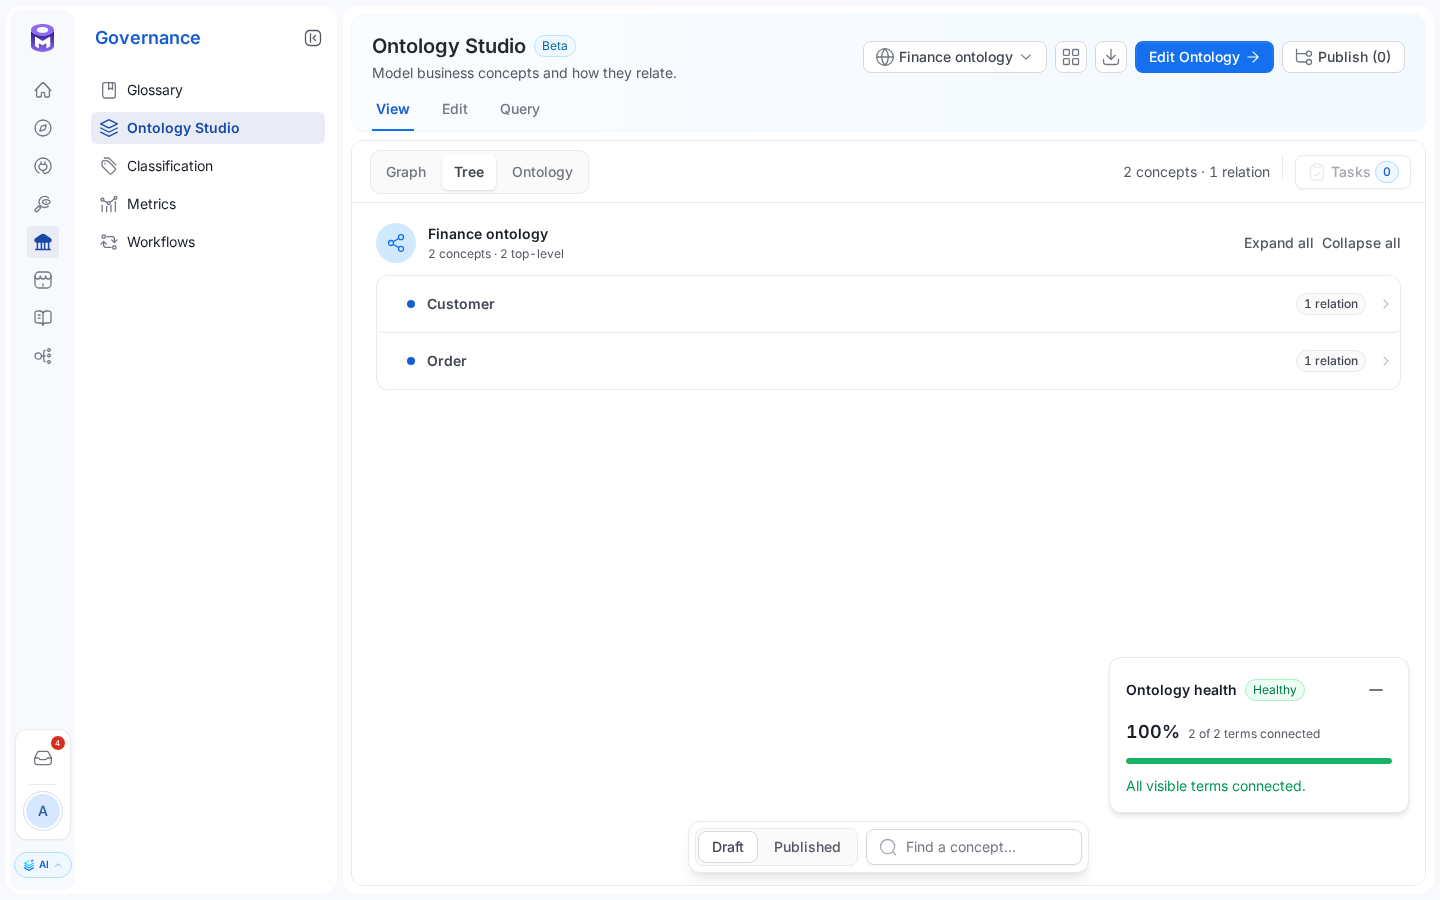 Governance
Glossary
Ontology Studio
Classification
Metrics
Workflows
4
A
AI
Ontology Studio Beta
Model business concepts and how they relate.
Finance ontology
Edit Ontology
Publish (0)
View Edit Query
Graph Tree Ontology
2 concepts · 1 relation
Tasks 0
Finance ontology
2 concepts · 2 top-level
Expand all Collapse all
Customer 1 relation
Order 1 relation
Ontology health Healthy
100% 2 of 2 terms connected
All visible terms connected.
Draft Published Find a concept...